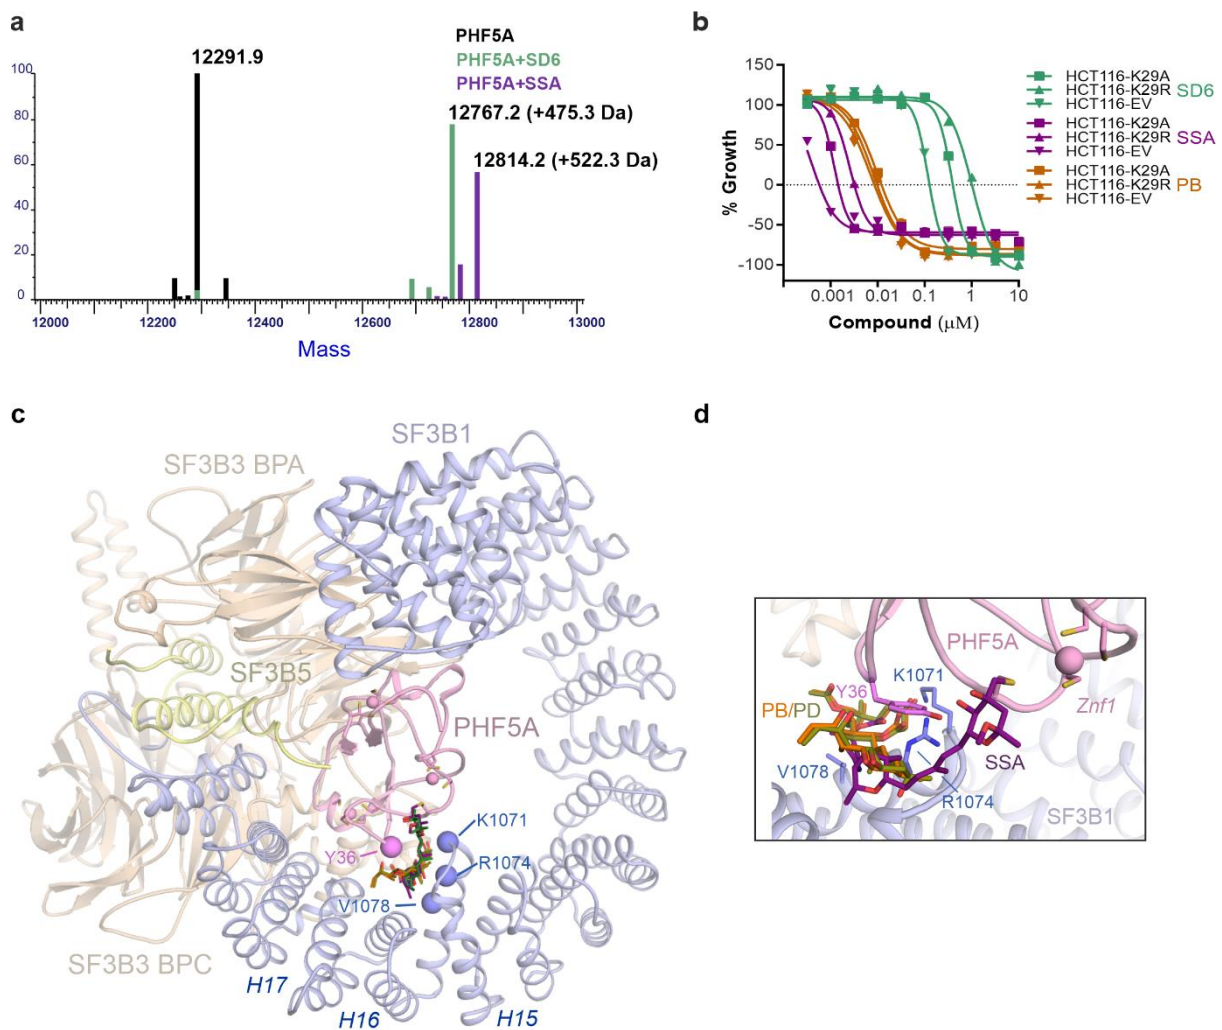 a
PHF5A
PHF5A+SD6
PHF5A+SSA
12291.9
12767.2 (+475.3 Da)
12814.2 (+522.3 Da)
100
80
60
40
20
0
12000
12200
12400
12600
12800
13000
Mass
b
150
100
50
0
-50
-100
% Growth
0.001
0.01
0.1
1
10
Compound (μM)
HCT116-K29A
HCT116-K29R
HCT116-EV
SD6
HCT116-K29A
HCT116-K29R
HCT116-EV
SSA
HCT116-K29A
HCT116-K29R
HCT116-EV
PB
c
SF3B1
SF3B3 BPA
SF3B5
PHF5A
K1071
Y36
R1074
V1078
SF3B3 BPC
H17
H16
H15
d
PHF5A
K1071
Y36
Znf1
PB/PD
SSA
V1078
R1074
SF3B1